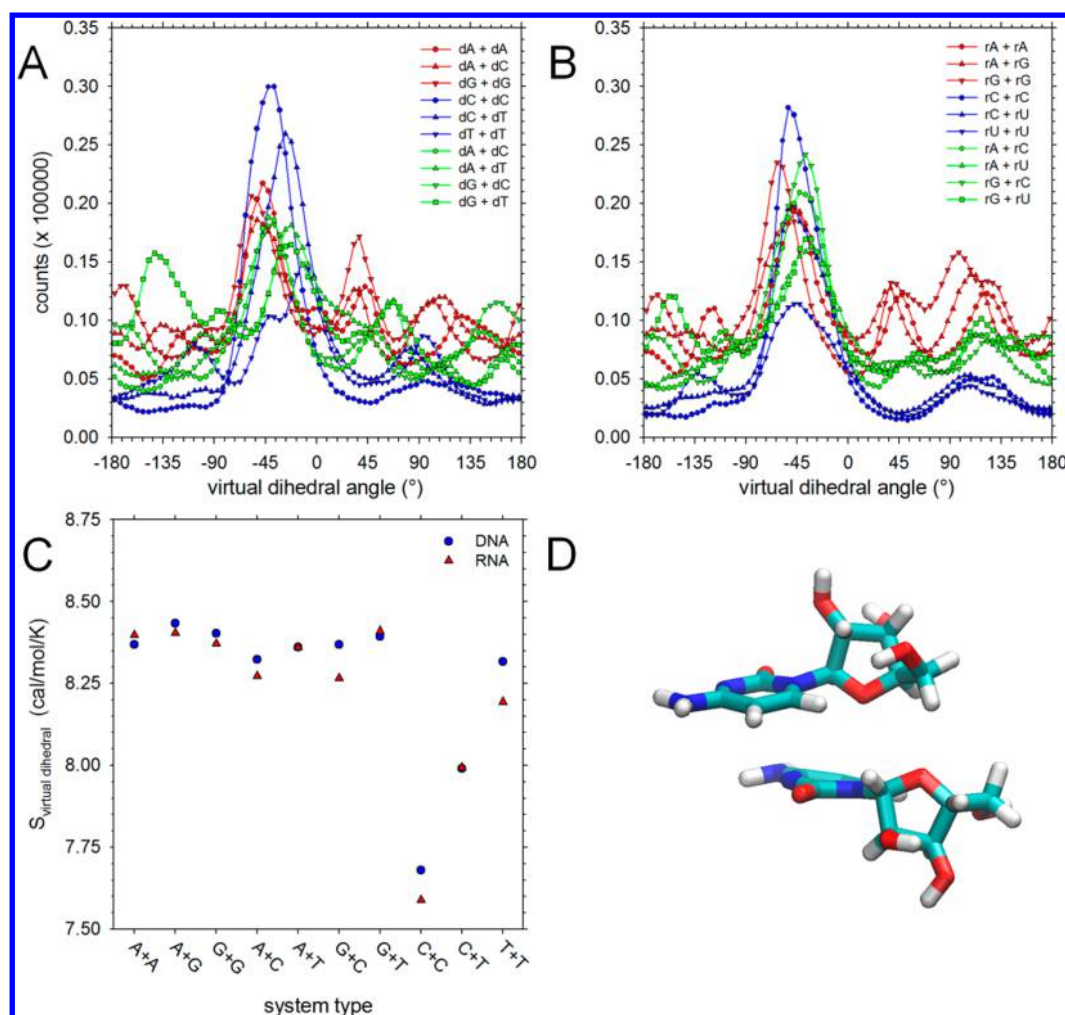 A
0.35
0.30
0.25
0.20
0.15
0.10
0.05
0.00
counts (x 100000)
-180 -135 -90 -45 0 45 90 135 180
virtual dihedral angle (°)
dA + dA
dA + dC
dG + dG
dC + dC
dC + dT
dT + dT
dA + dC
dA + dT
dG + dC
dG + dT
B
0.35
0.30
0.25
0.20
0.15
0.10
0.05
0.00
-180 -135 -90 -45 0 45 90 135 180
virtual dihedral angle (°)
rA + rA
rA + rG
rG + rG
rC + rC
rC + rU
rU + rU
rA + rC
rA + rU
rG + rC
rG + rU
C
8.75
8.50
8.25
8.00
7.75
7.50
S virtual dihedral (cal/mol/K)
DNA
RNA
A+A A+G G+G A+C A+T G+C G+T C+C C+T T+T
system type
D